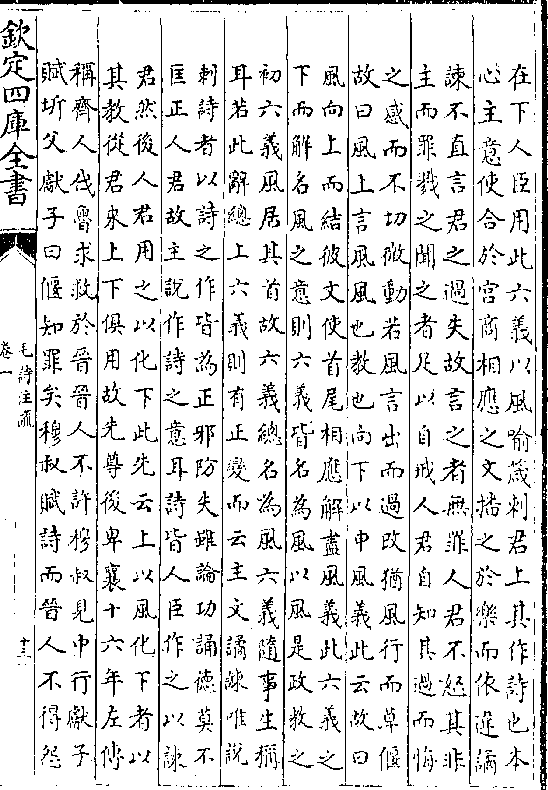 在下人臣用此六義以風喻箴刺君上其作詩也本
心主意使合於宮商相應之文播之於樂而依違譎
諫不直言君之過失故言之者無罪人君不怒其作
主而罪戮之聞之者足以自戒人君自知其過而悔
之感而不切微動若風言出而過改猶風行而草偃
故曰風上言風風也教也向下以申風義此云故曰
風向上而結彼文使首尾相應解盡風義此六義之
下而解名風之意則六義皆名為風以風是政教之
初六義風居其首故六義總名為風六義隨事生稱
耳若此辭總上六義則有正變而云主文譎諫唯說
刺詩者以詩之作皆為正邪防失雖論功誦德莫不
匡正人君故主說作詩之意耳詩皆人臣作之以諫
君然後人君用之以化下此先云上以風化下者以
其教從君來上下俱用故先尊後卑襄十六年左傳
稱齊人伐魯求救於晉晉人不許穆叔見中行獻子
賦圻父獻子曰偃知罪矣穆叔賦詩而晉人不得怨
欽定四庫全書
毛詩注疏
卷一
十三